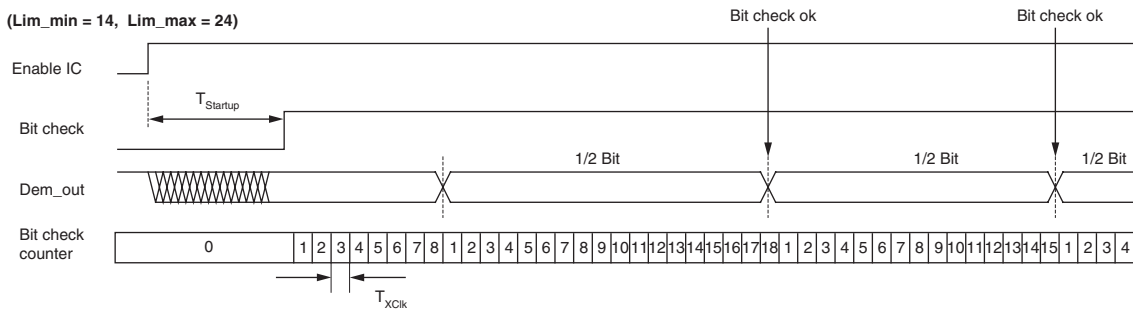 (Lim_min = 14, Lim_max = 24)
Bit check ok
Bit check ok
Enable IC
T_Startup
Bit check
1/2 Bit
1/2 Bit
1/2 Bit
Dem_out
Bit check
counter
0 1 2 3 4 5 6 7 8 1 2 3 4 5 6 7 8 9 10 11 12 13 14 15 16 17 18 1 2 3 4 5 6 7 8 9 10 11 12 13 14 15 1 2 3 4
T_XClk